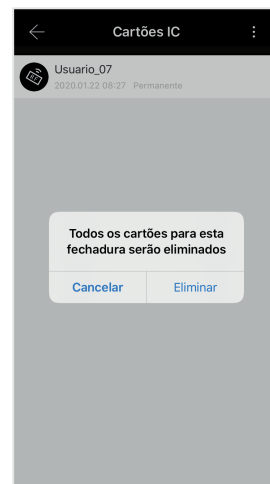 Cartões IC
Usuario_07
2020.01.22 08:27 Permanente
Todos os cartões para esta
fechadura serão eliminados
Cancelar
Eliminar